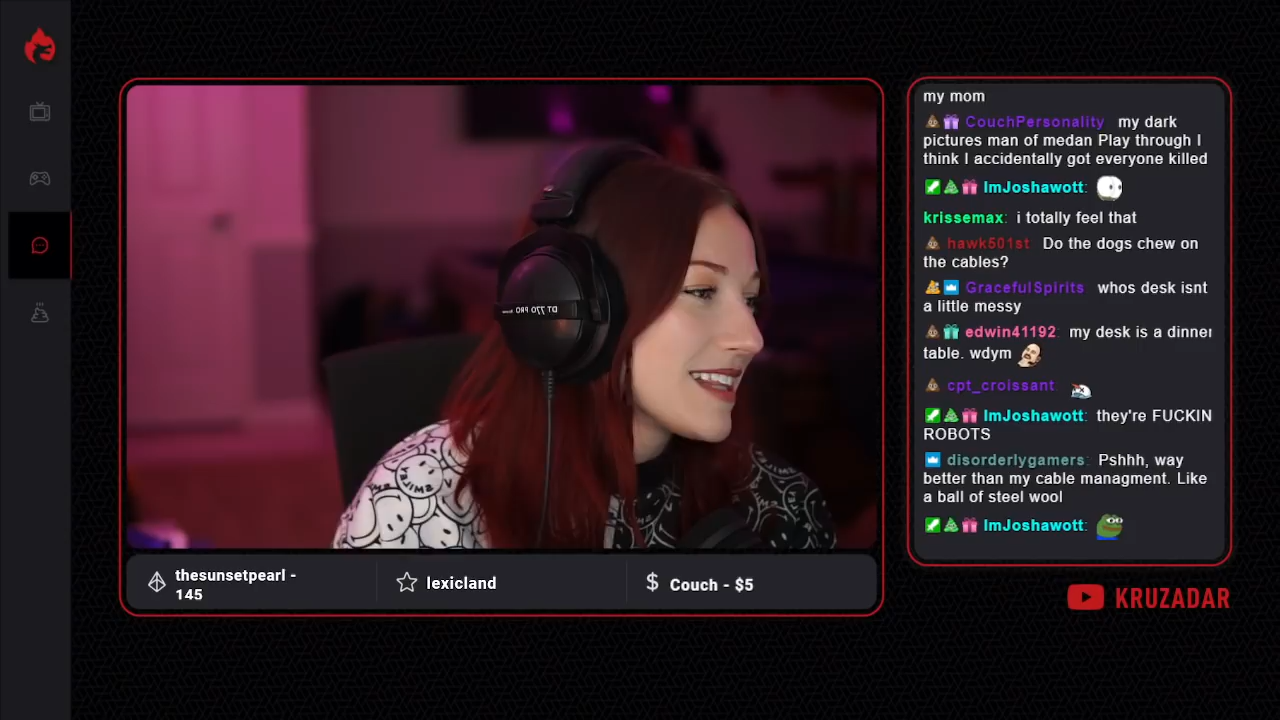 my mom
CouchPersonality my dark
pictures man of medan Play through I
think I accidentally got everyone killed
ImJoshawott:
krissemax: i totally feel that
hawk501st Do the dogs chew on
the cables?
GracefulSpirits whos desk isnt
a little messy
edwin41192 my desk is a dinner
table. wdym
cpt_croissant
ImJoshawott: they're FUCKIN
ROBOTS
disorderlygamers: Pshhh, way
better than my cable managment. Like
a ball of steel wool
ImJoshawott:
DT 770 PRO
thesunsetpearl -
145
lexicland
$ Couch - $5
KRUZADAR